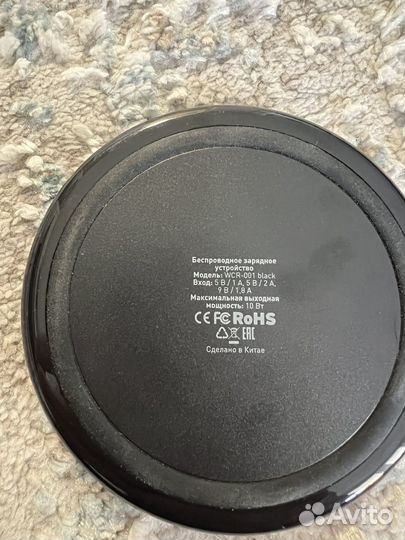 Беспроводное зарядное
устройство
Модель: WCR-001 black
Вход: 5 В / 1 А, 5 В / 2 А,
9 В / 1,8 А
Максимальная выходная
мощность: 10 Вт
CE FC RoHS
EAC
Сделано в Китае
Avito